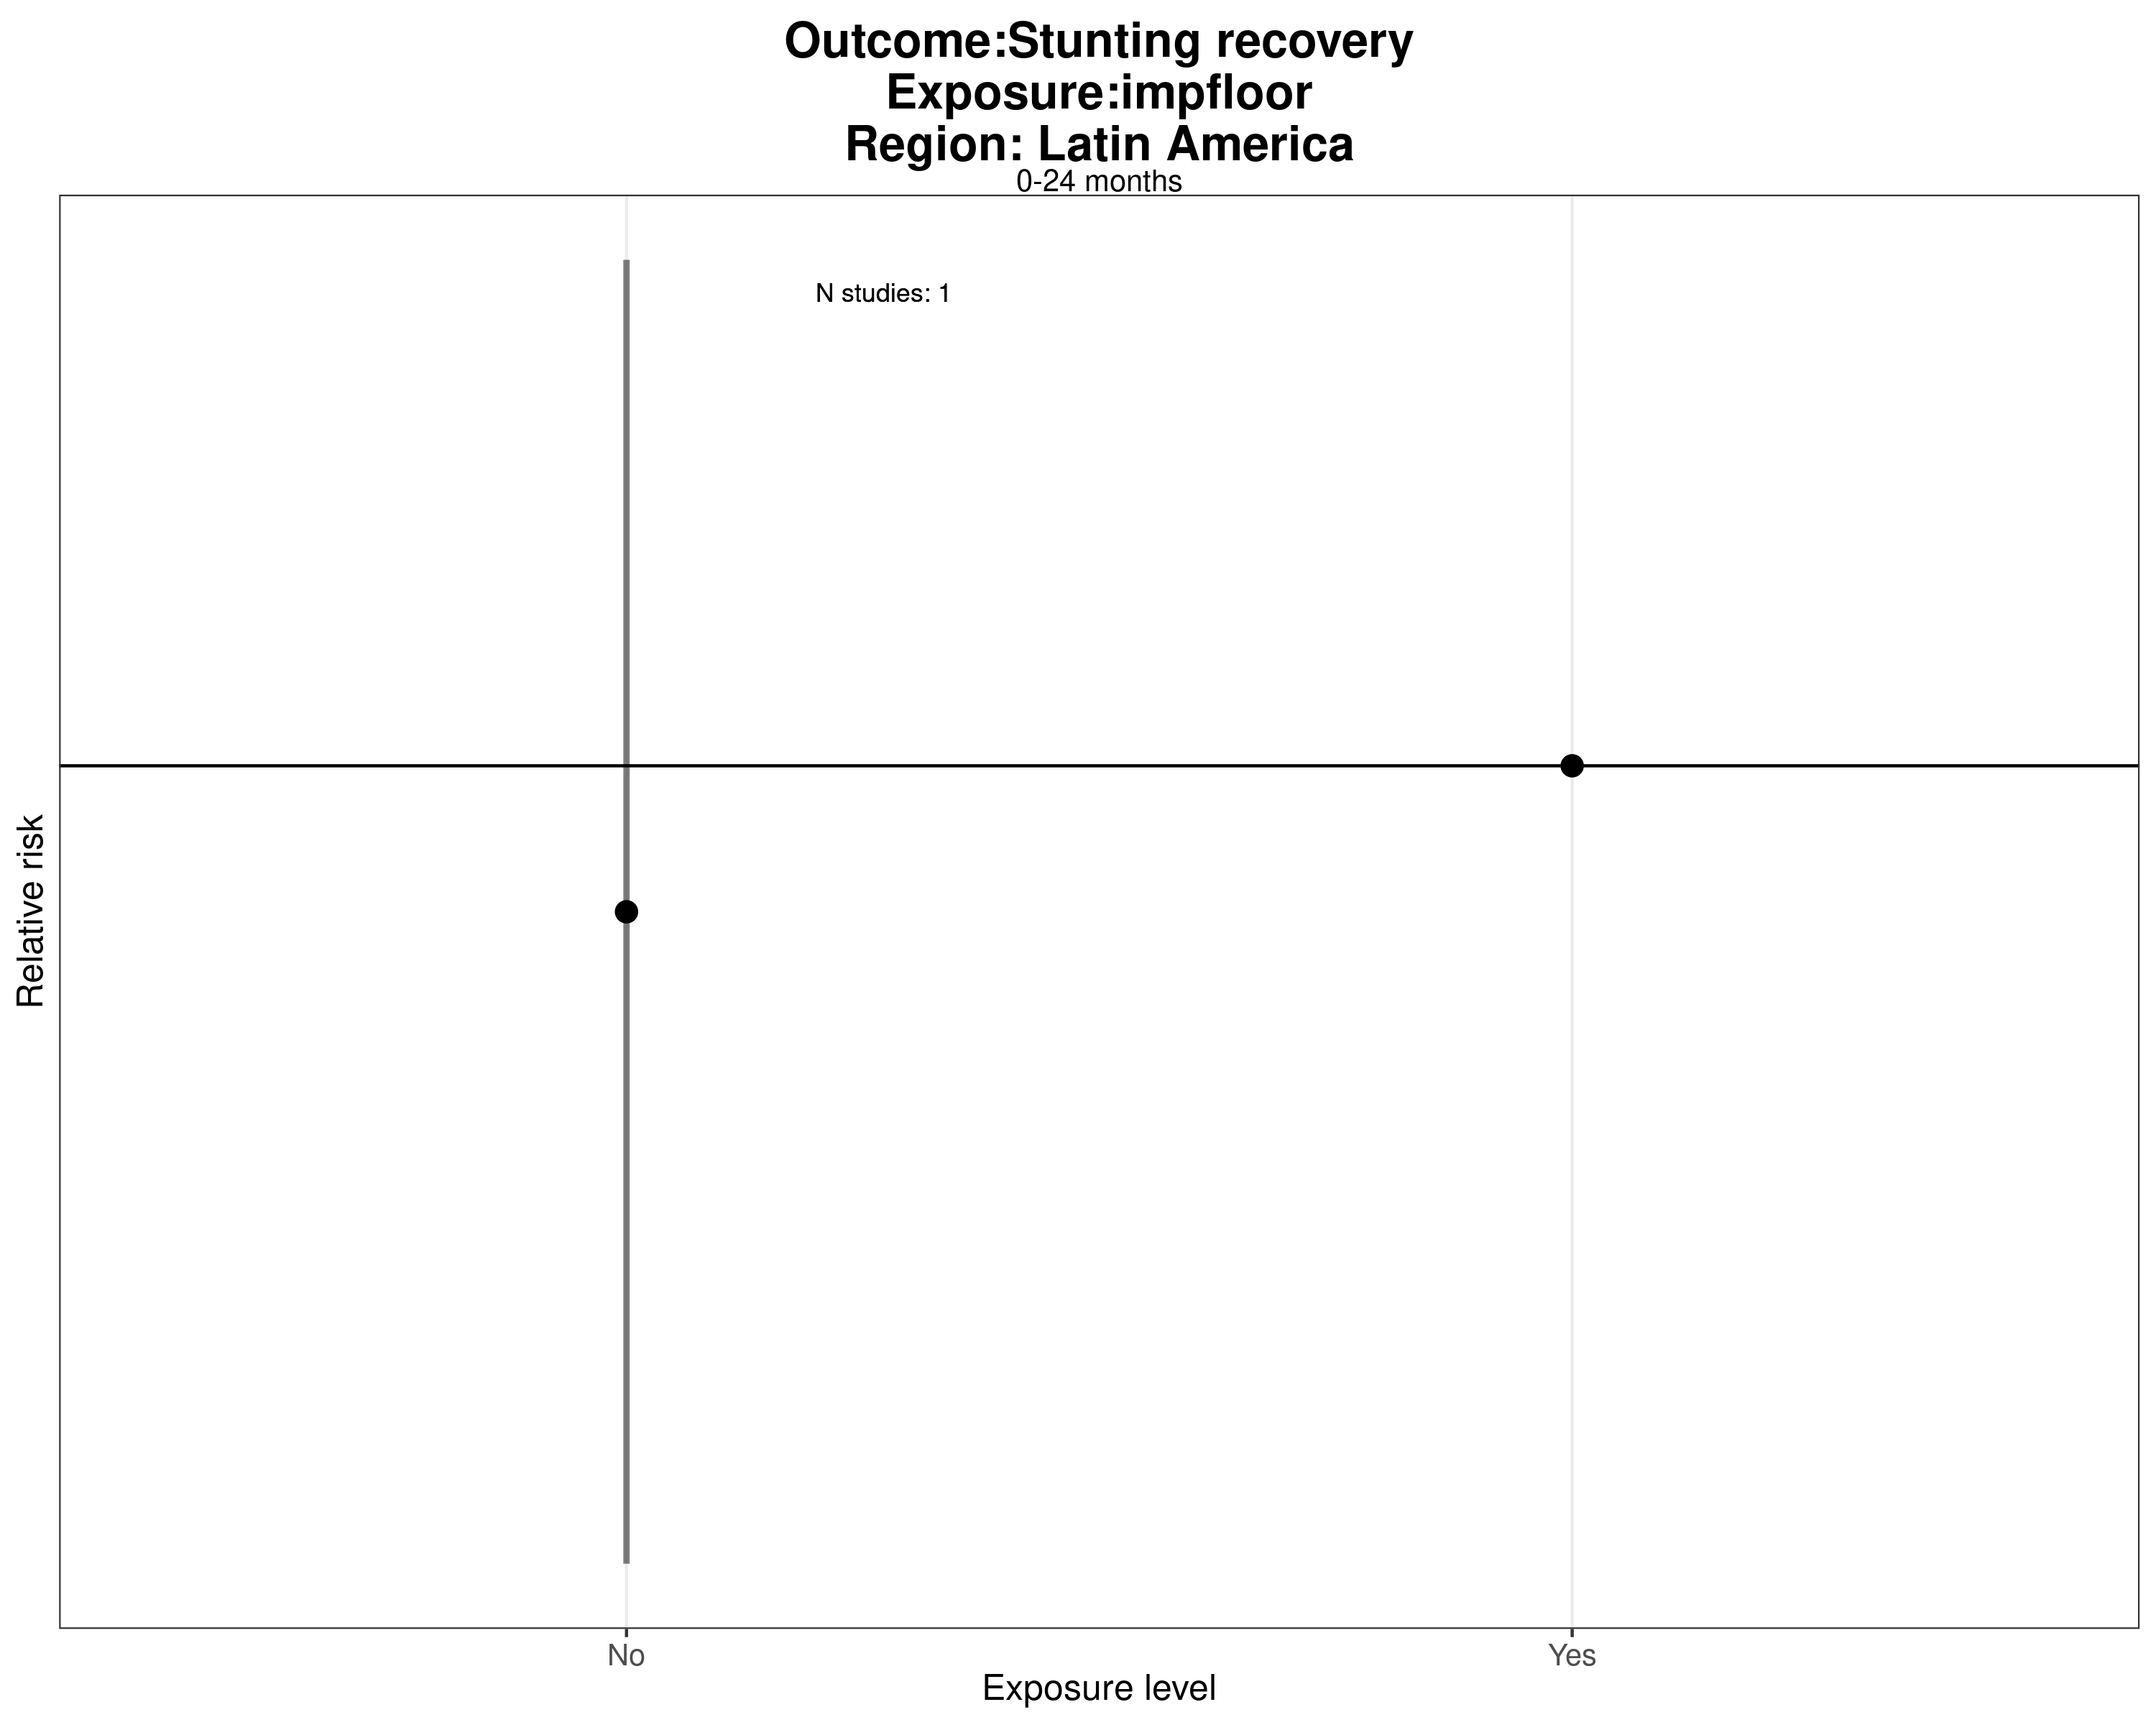 Outcome:Stunting recovery
Exposure:impfloor
Region: Latin America
0-24 months
N studies: 1
Relative risk
No
Yes
Exposure level